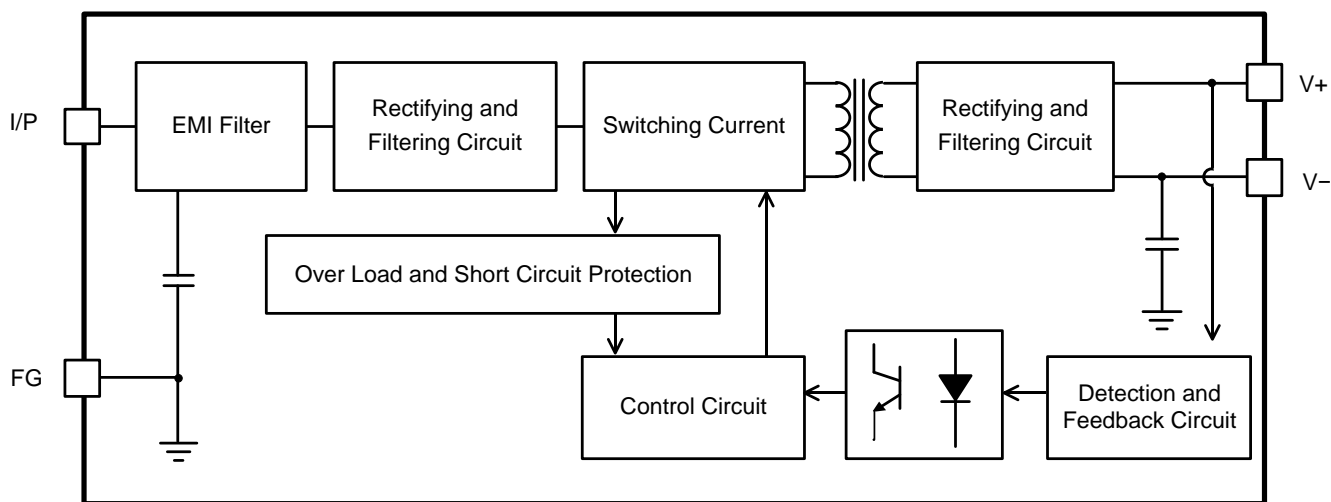 I/P
EMI Filter
Rectifying and
Filtering Circuit
Switching Current
Rectifying and
Filtering Circuit
V+
V−
Over Load and Short Circuit Protection
FG
Control Circuit
Detection and
Feedback Circuit